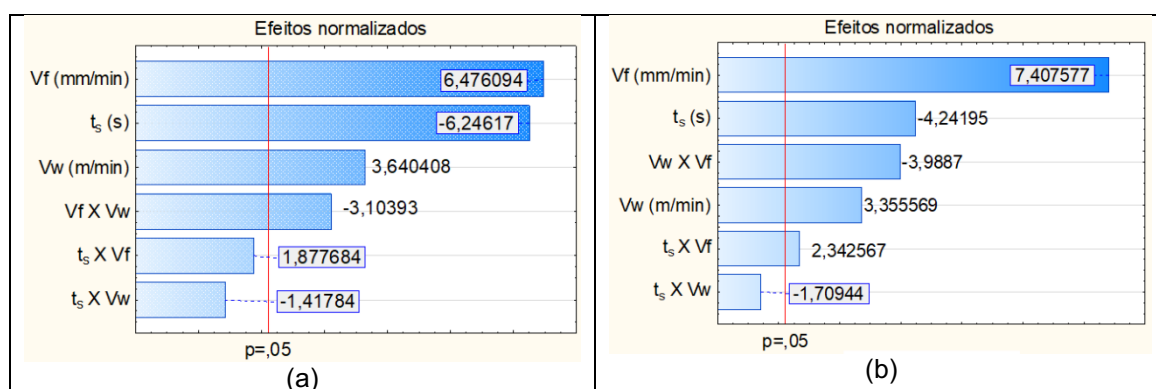 Efeitos normalizados
Vf (mm/min)
6,476094
ts (s)
-6,24617
Vw (m/min)
3,640408
Vf X Vw
-3,10393
ts X Vf
1,877684
ts X Vw
-1,41784
p=,05
(a)
Efeitos normalizados
Vf (mm/min)
7,407577
ts (s)
-4,24195
Vw X Vf
-3,9887
Vw (m/min)
3,355569
ts X Vf
2,342567
ts X Vw
-1,70944
p=,05
(b)